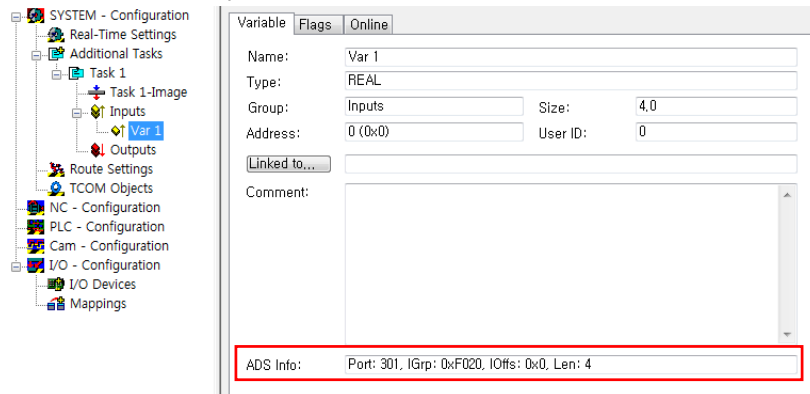 SYSTEM - Configuration
Real-Time Settings
Additional Tasks
Task 1
Task 1-Image
Inputs
Var 1
Outputs
Route Settings
TCOM Objects
NC - Configuration
PLC - Configuration
Cam - Configuration
I/O - Configuration
I/O Devices
Mappings
Variable Flags Online
Name: Var 1
Type: REAL
Group: Inputs Size: 4,0
Address: 0 (0x0) User ID: 0
Linked to,,,
Comment:
ADS Info: Port: 301, IGrp: 0xF020, IOffs: 0x0, Len: 4